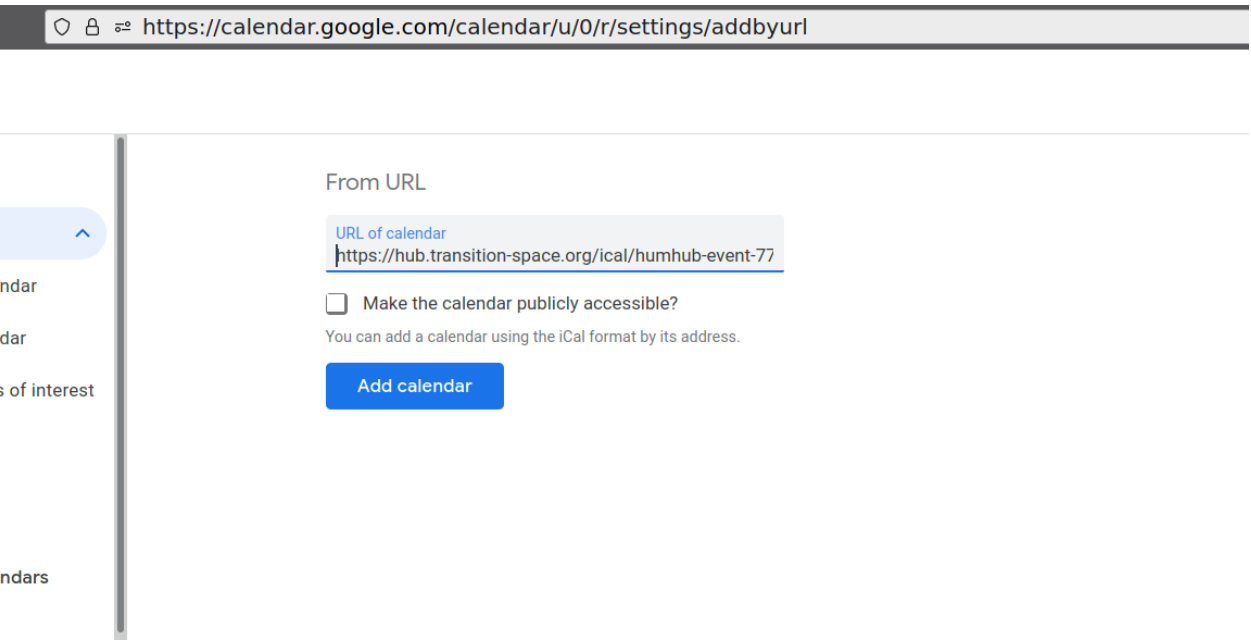 https://calendar.google.com/calendar/u/0/r/settings/addbyurl
From URL
URL of calendar
https://hub.transition-space.org/ical/humhub-event-77
ndar
Make the calendar publicly accessible?
dar
You can add a calendar using the iCal format by its address.
s of interest
Add calendar
ndars